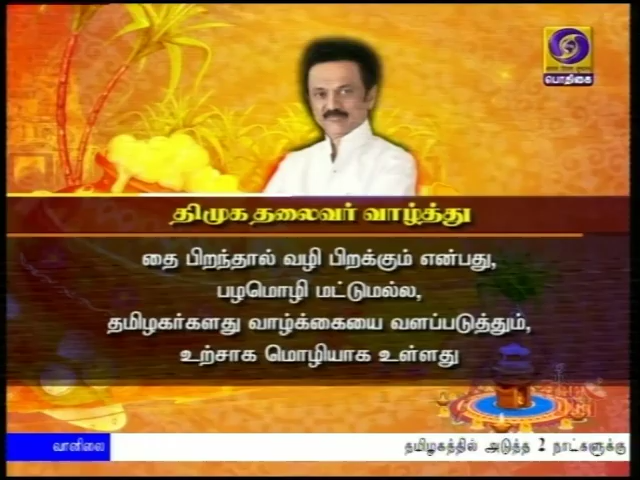 பொதிகை
திமுக தலைவர் வாழ்த்து
தை பிறந்தால் வழி பிறக்கும் என்பது,
பழமொழி மட்டுமல்ல,
தமிழகர்களது வாழ்க்கையை வளப்படுத்தும்,
உற்சாக மொழியாக உள்ளது
வானிலை
தமிழகத்தில் அடுத்த 2 நாட்களுக்கு